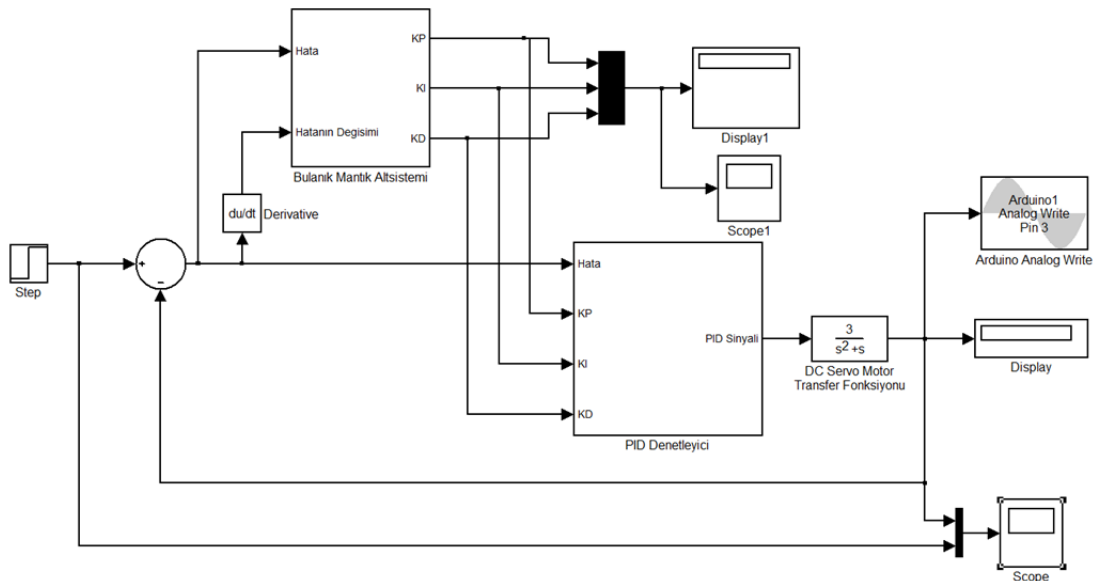 KP
Hata
KI
Hatanın Degisimi
KD
Bulanık Mantık Altsistemi
Display1
du/dt
Derivative
Scope1
Arduino1
Analog Write
Pin 3
Arduino Analog Write
Step
+
−
Hata
KP
KI
KD
PID Sinyali
PID Denetleyici
3
s²+s
DC Servo Motor
Transfer Fonksiyonu
Display
Scope